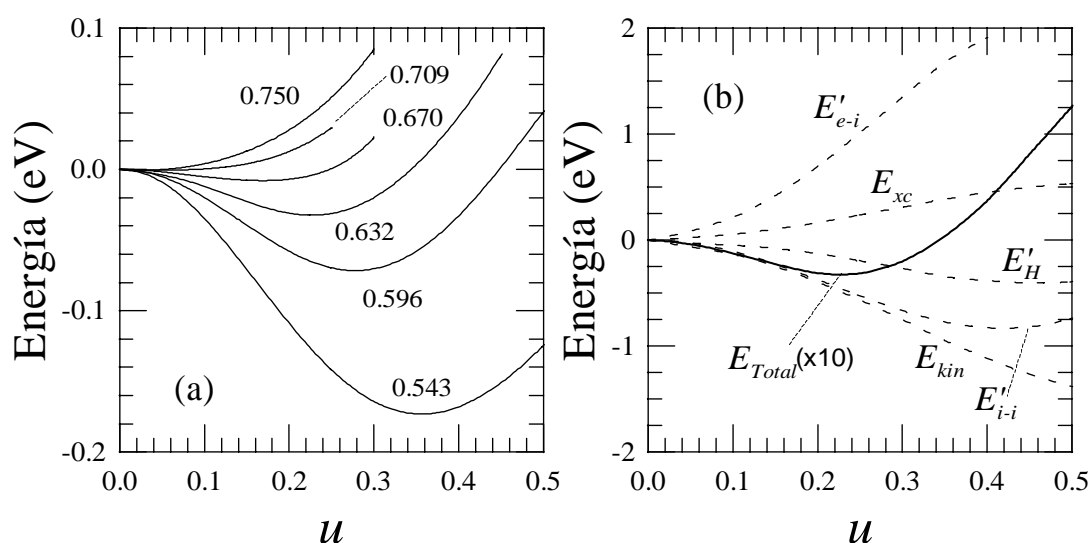 Energía (eV)
0.1
0.0
-0.1
-0.2
0.750
0.709
0.670
0.632
0.596
0.543
(a)
0.0 0.1 0.2 0.3 0.4 0.5
u
Energía (eV)
2
1
0
-1
-2
(b)
E'e-i
Exc
E'H
ETotal(x10)
Ekin
E'i-i
0.0 0.1 0.2 0.3 0.4 0.5
u